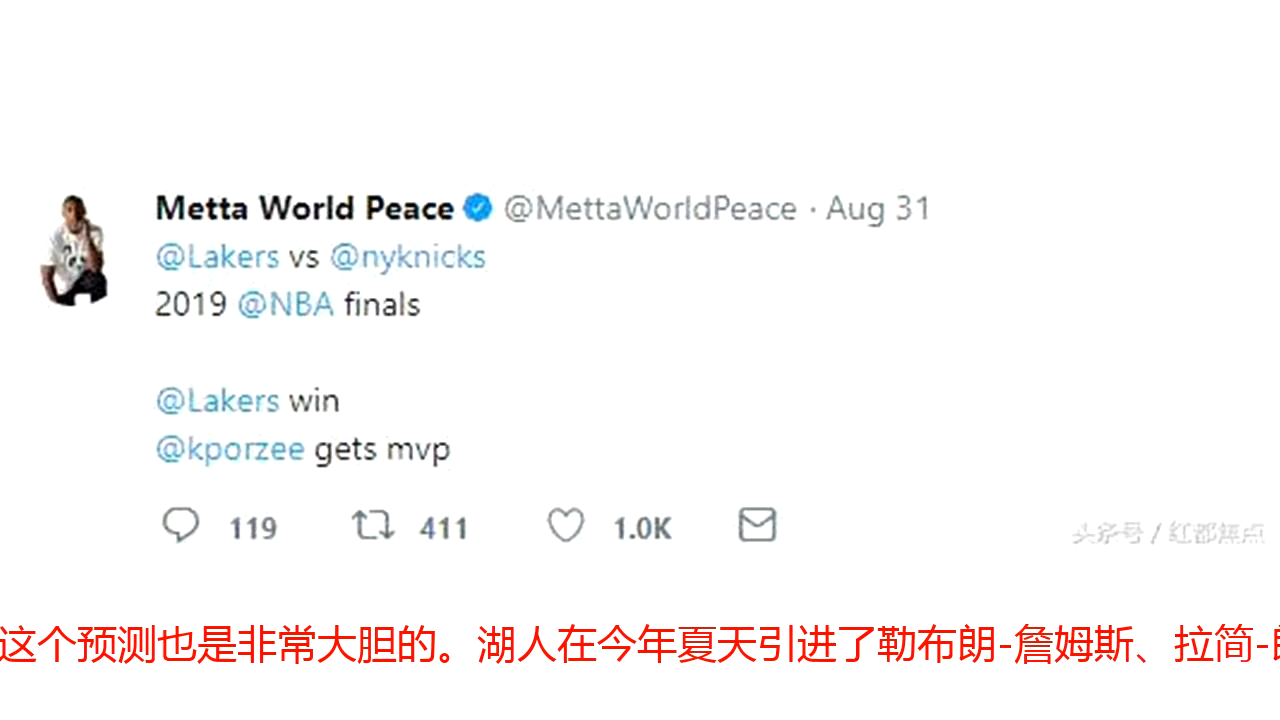 Metta World Peace @MettaWorldPeace · Aug 31
@Lakers vs @nyknicks
2019 @NBA finals
@Lakers win
@kporzee gets mvp
119 411 1.0K
头条号 / 红都焦点
这个预测也是非常大胆的。湖人在今年夏天引进了勒布朗-詹姆斯、拉简-